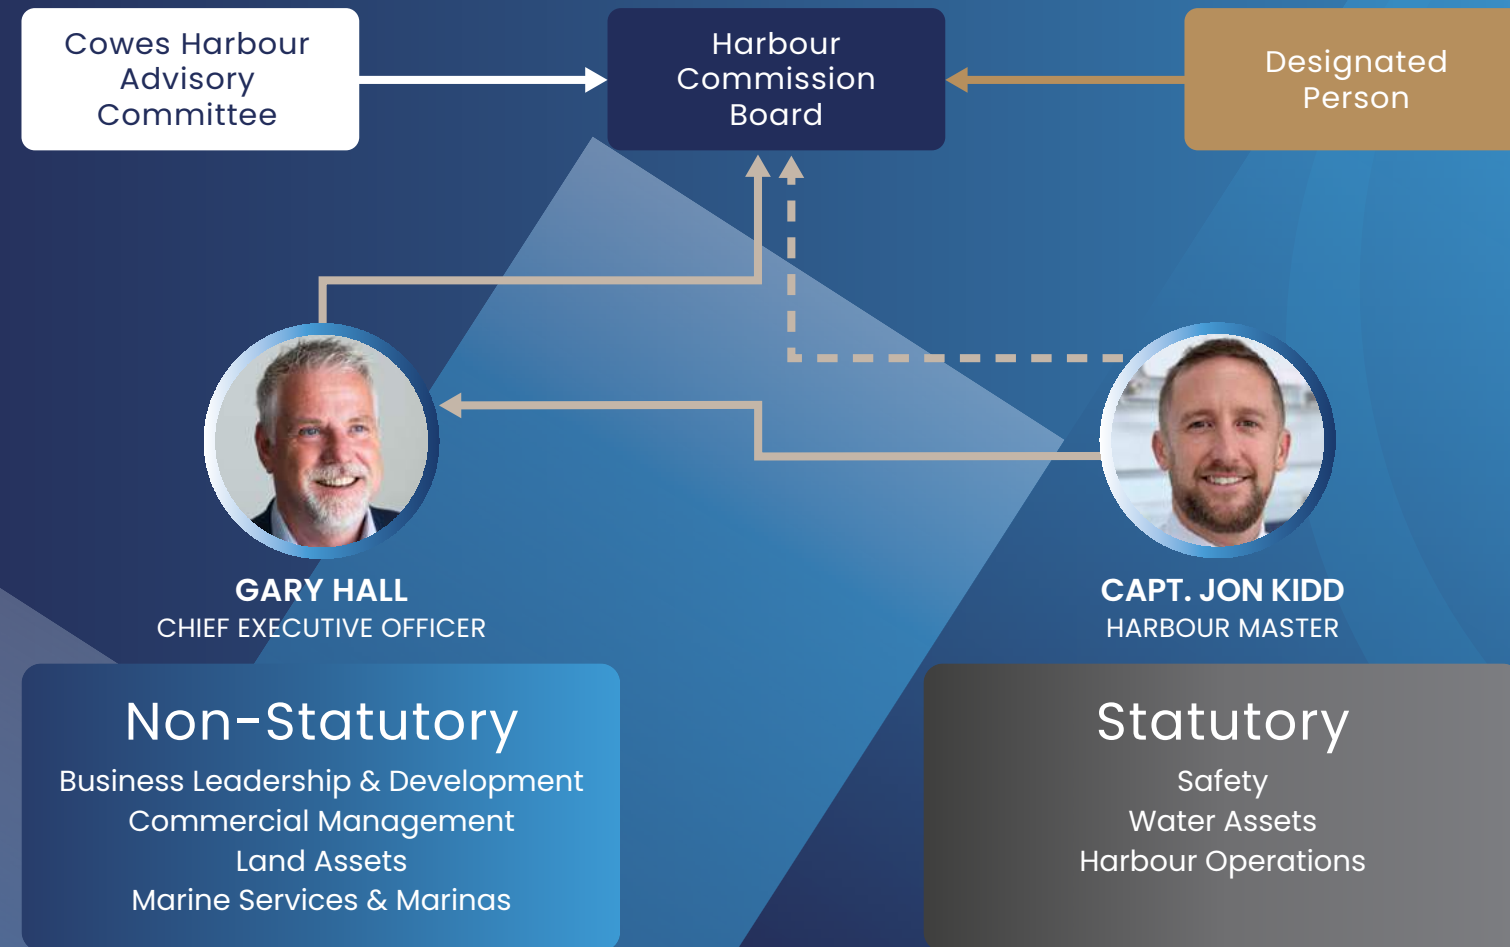 Cowes Harbour
Advisory
Committee
Harbour
Commission
Board
Designated
Person
GARY HALL
CHIEF EXECUTIVE OFFICER
CAPT. JON KIDD
HARBOUR MASTER
Non-Statutory
Business Leadership & Development
Commercial Management
Land Assets
Marine Services & Marinas
Statutory
Safety
Water Assets
Harbour Operations